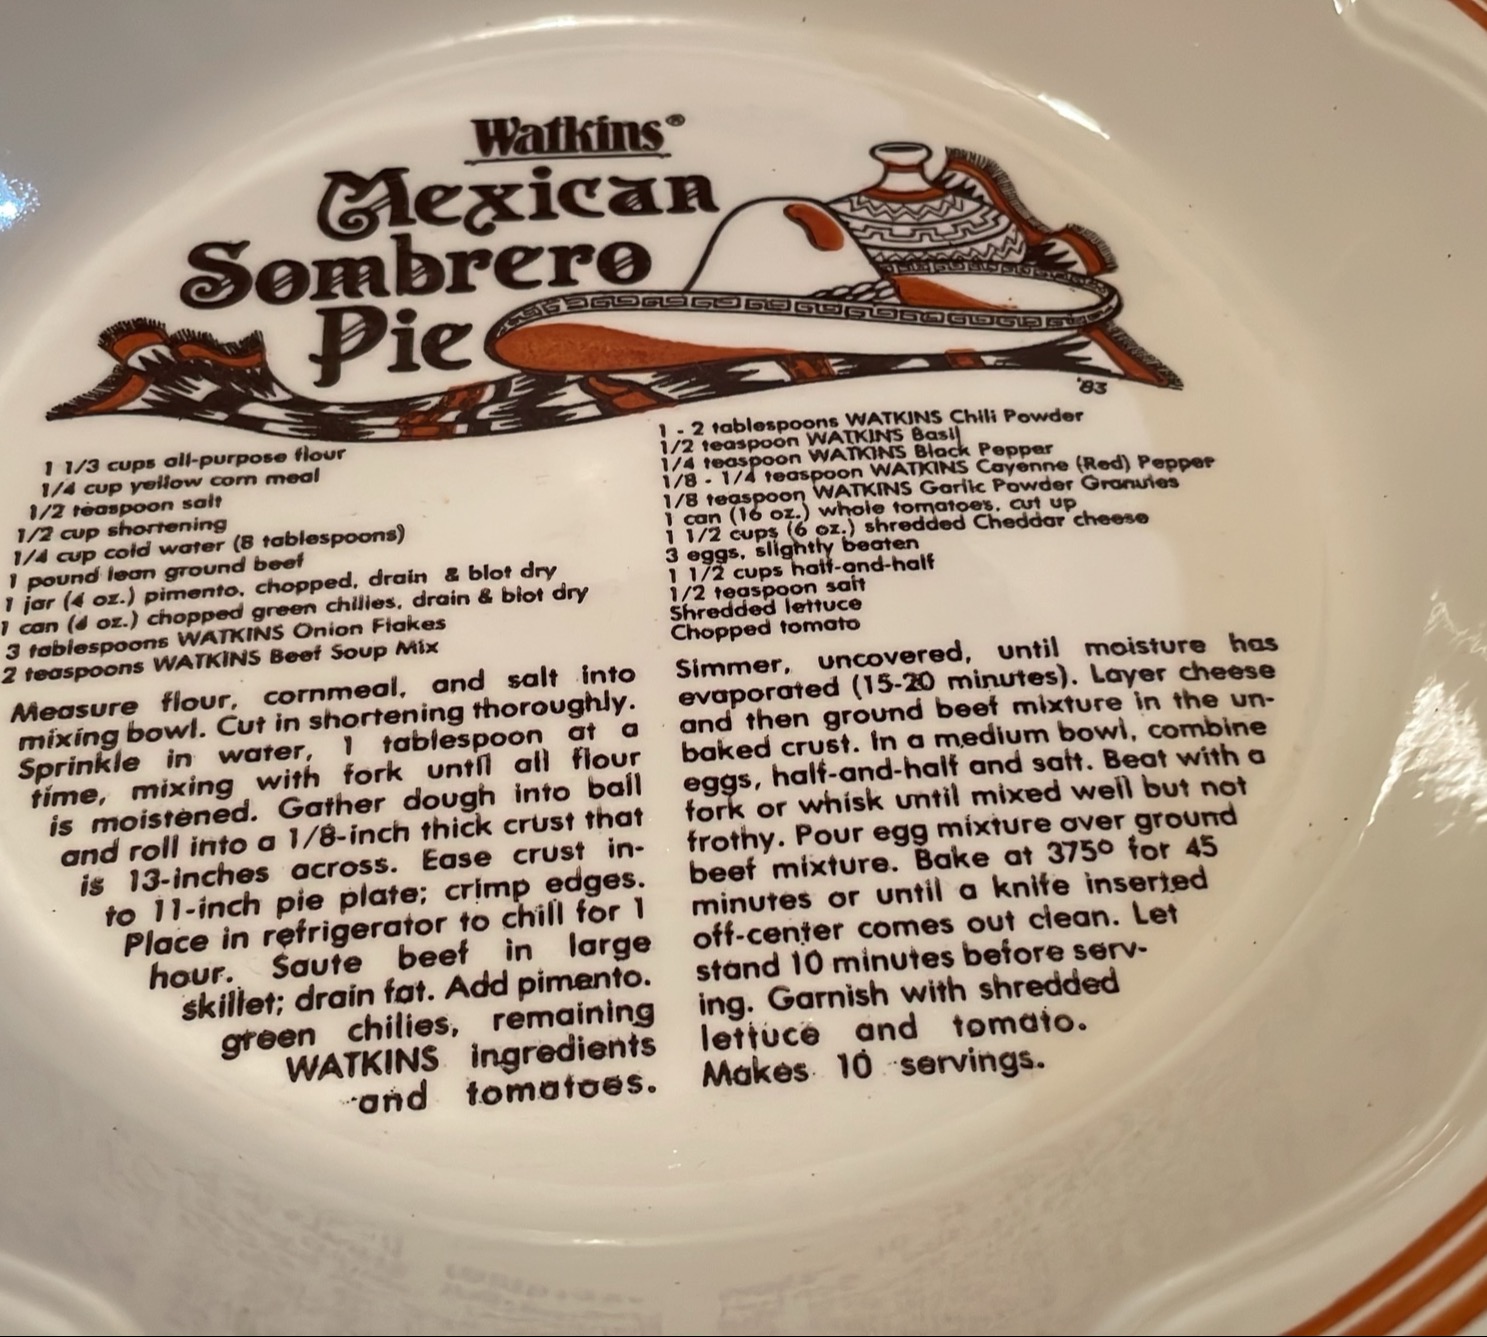 Watkins®
Mexican
Sombrero
Pie
'83
1 1/3 cups all-purpose flour
1/4 cup yellow corn meal
1/2 teaspoon salt
1/2 cup shortening
1/4 cup cold water (8 tablespoons)
1 pound lean ground beef
1 jar (4 oz.) pimento, chopped, drain & blot dry
1 can (4 oz.) chopped green chilies, drain & blot dry
3 tablespoons WATKINS Onion Flakes
2 teaspoons WATKINS Beef Soup Mix
Measure flour, cornmeal, and salt into
mixing bowl. Cut in shortening thoroughly.
Sprinkle in water, 1 tablespoon at a
time, mixing with fork until all flour
is moistened. Gather dough into ball
and roll into a 1/8-inch thick crust that
is 13-inches across. Ease crust in-
to 11-inch pie plate; crimp edges.
Place in refrigerator to chill for 1
hour. Saute beef in large
skillet; drain fat. Add pimento.
green chilies, remaining
WATKINS ingredients
and tomatoes.
1 - 2 tablespoons WATKINS Chili Powder
1/2 teaspoon WATKINS Basil
1/4 teaspoon WATKINS Black Pepper
1/8 - 1/4 teaspoon WATKINS Cayenne (Red) Pepper
1/8 teaspoon WATKINS Garlic Powder Granules
1 can (16 oz.) whole tomatoes, cut up
1 1/2 cups (6 oz.) shredded Cheddar cheese
3 eggs, slightly beaten
1 1/2 cups half-and-half
1/2 teaspoon salt
Shredded lettuce
Chopped tomato
Simmer, uncovered, until moisture has
evaporated (15-20 minutes). Layer cheese
and then ground beef mixture in the un-
baked crust. In a medium bowl, combine
eggs, half-and-half and salt. Beat with a
fork or whisk until mixed well but not
frothy. Pour egg mixture over ground
beef mixture. Bake at 375º for 45
minutes or until a knife inserted
off-center comes out clean. Let
stand 10 minutes before serv-
ing. Garnish with shredded
lettuce and tomato.
Makes 10 servings.